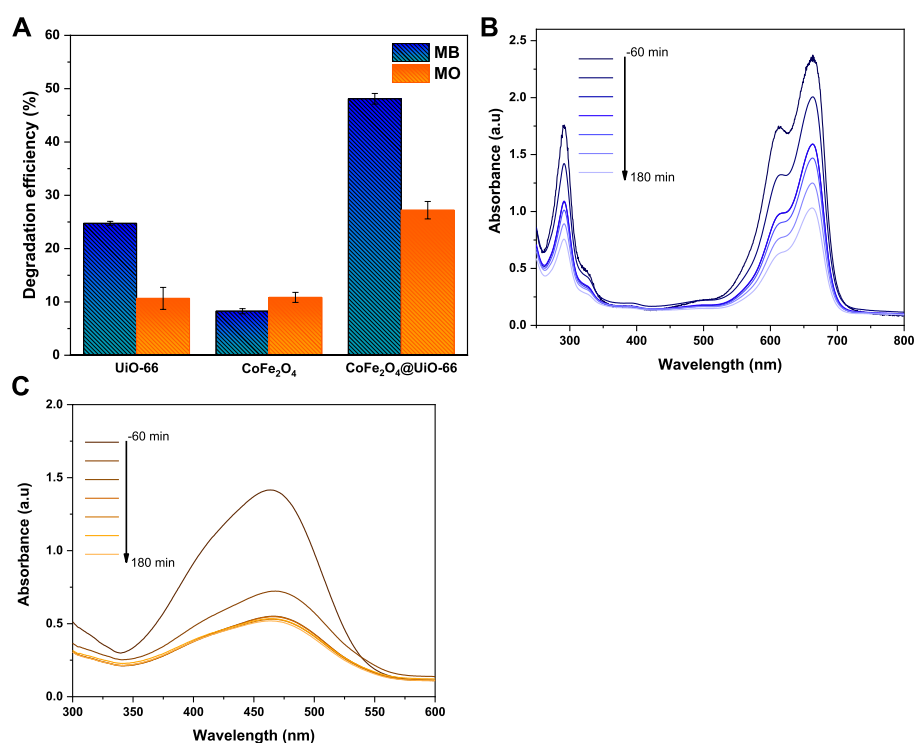 A
60
50
40
30
20
10
0
Degradation efficiency (%)
MB
MO
UiO-66
CoFe₂O₄
CoFe₂O₄@UiO-66
B
2.5
2.0
1.5
1.0
0.5
0.0
Absorbance (a.u)
-60 min
180 min
300
400
500
600
700
800
Wavelength (nm)
C
2.0
1.5
1.0
0.5
0.0
Absorbance (a.u)
-60 min
180 min
300
350
400
450
500
550
600
Wavelength (nm)